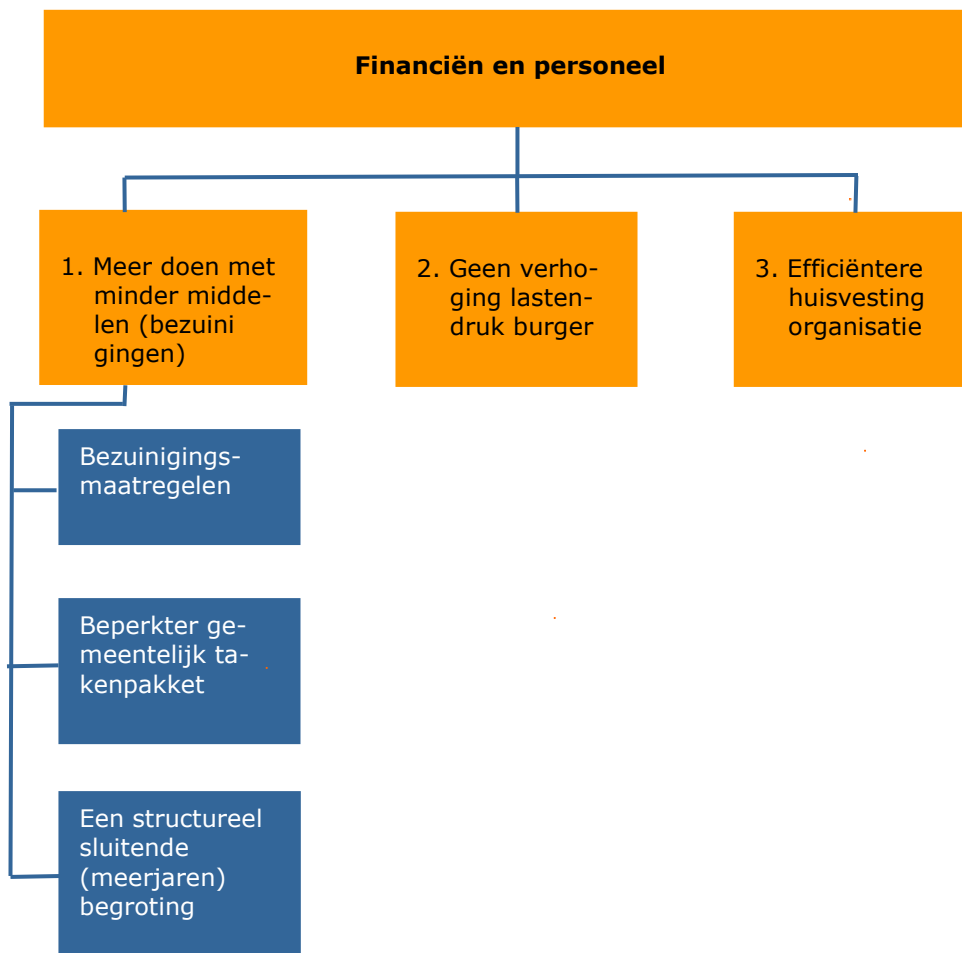 Financiën en personeel
1. Meer doen met
minder midde-
len (bezuini
gingen)
2. Geen verho-
ging lasten-
druk burger
3. Efficiëntere
huisvesting
organisatie
Bezuinigings-
maatregelen
Beperkter ge-
meentelijk ta-
kenpakket
Een structureel
sluitende
(meerjaren)
begroting